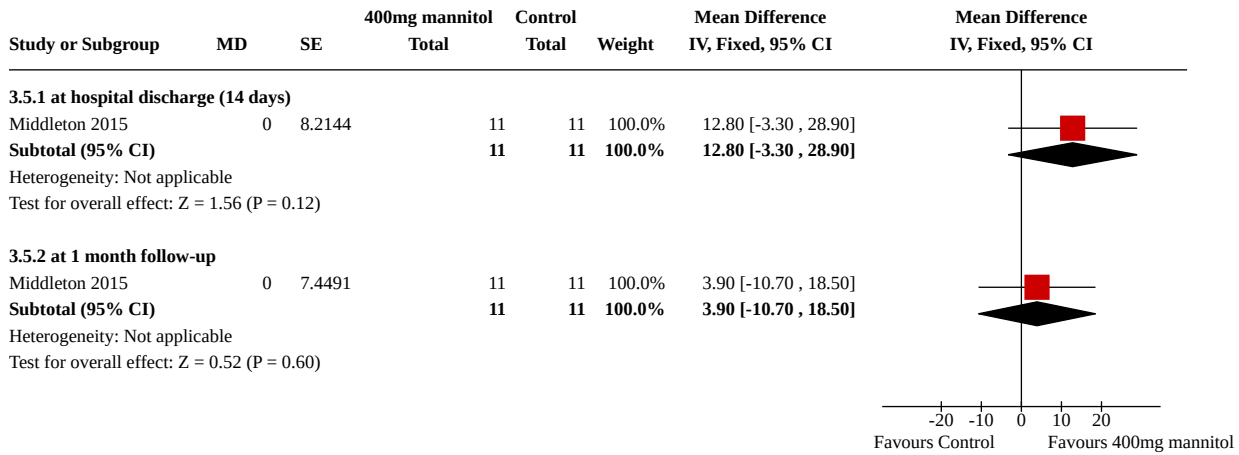 400mg mannitol Control Mean Difference Mean Difference
Study or Subgroup MD SE Total Total Weight IV, Fixed, 95% CI IV, Fixed, 95% CI
3.5.1 at hospital discharge (14 days)
Middleton 2015 0 8.2144 11 11 100.0% 12.80 [-3.30 , 28.90]
Subtotal (95% CI) 11 11 100.0% 12.80 [-3.30 , 28.90]
Heterogeneity: Not applicable
Test for overall effect: Z = 1.56 (P = 0.12)
3.5.2 at 1 month follow-up
Middleton 2015 0 7.4491 11 11 100.0% 3.90 [-10.70 , 18.50]
Subtotal (95% CI) 11 11 100.0% 3.90 [-10.70 , 18.50]
Heterogeneity: Not applicable
Test for overall effect: Z = 0.52 (P = 0.60)
-20 -10 0 10 20
Favours Control Favours 400mg mannitol